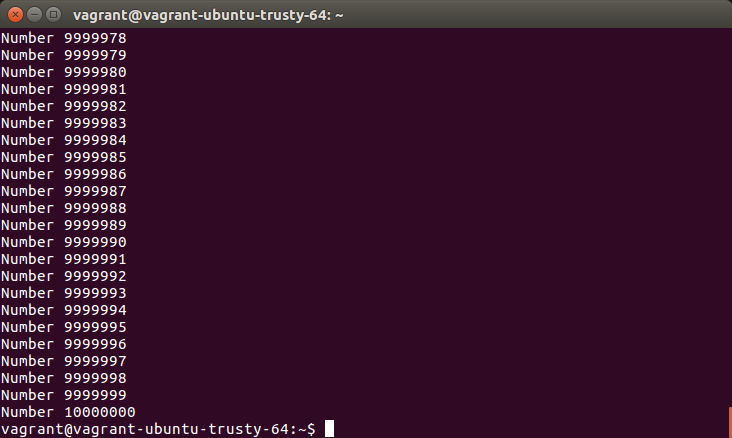 vagrant@vagrant-ubuntu-trusty-64: ~
Number 9999978
Number 9999979
Number 9999980
Number 9999981
Number 9999982
Number 9999983
Number 9999984
Number 9999985
Number 9999986
Number 9999987
Number 9999988
Number 9999989
Number 9999990
Number 9999991
Number 9999992
Number 9999993
Number 9999994
Number 9999995
Number 9999996
Number 9999997
Number 9999998
Number 9999999
Number 10000000
vagrant@vagrant-ubuntu-trusty-64:~$